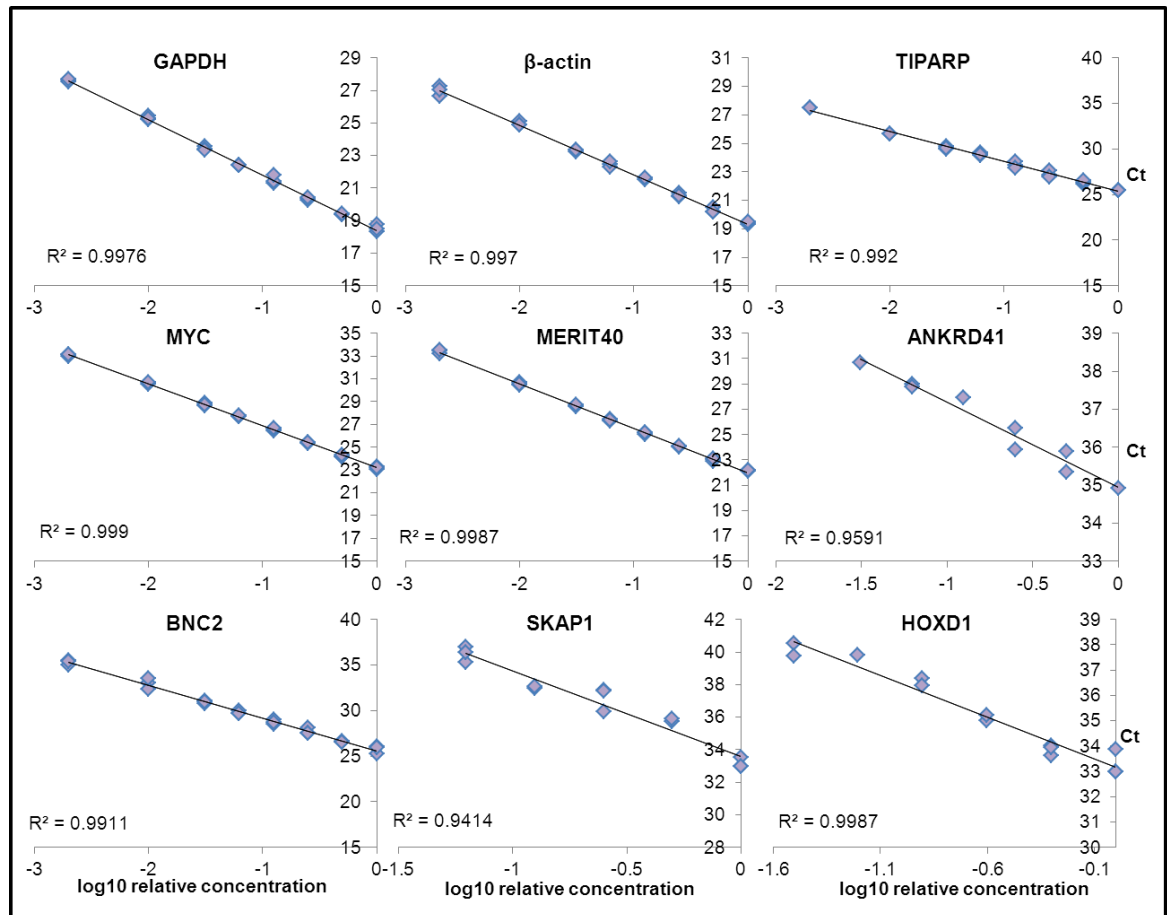 GAPDH
29
27
25
23
21
19
17
15
R² = 0.9976
-3 -2 -1 0
β-actin
31
29
27
25
23
21
19
17
15
R² = 0.997
-3 -2 -1 0
TIPARP
40
35
30
25
20
15
Ct
R² = 0.992
-3 -2 -1 0
MYC
35
33
31
29
27
25
23
21
19
17
15
R² = 0.999
-3 -2 -1 0
MERIT40
35
33
31
29
27
25
23
21
19
17
15
R² = 0.9987
-3 -2 -1 0
ANKRD41
39
38
37
36
35
34
33
Ct
R² = 0.9591
-2 -1.5 -1 -0.5 0
BNC2
40
35
30
25
20
15
R² = 0.9911
-3 -2 -1 0
log10 relative concentration
SKAP1
42
40
38
36
34
32
30
28
R² = 0.9414
-1.5 -1 -0.5 0
log10 relative concentration
HOXD1
39
38
37
36
35
34
33
32
31
30
Ct
R² = 0.9987
-1.6 -1.1 -0.6 -0.1
log10 relative concentration